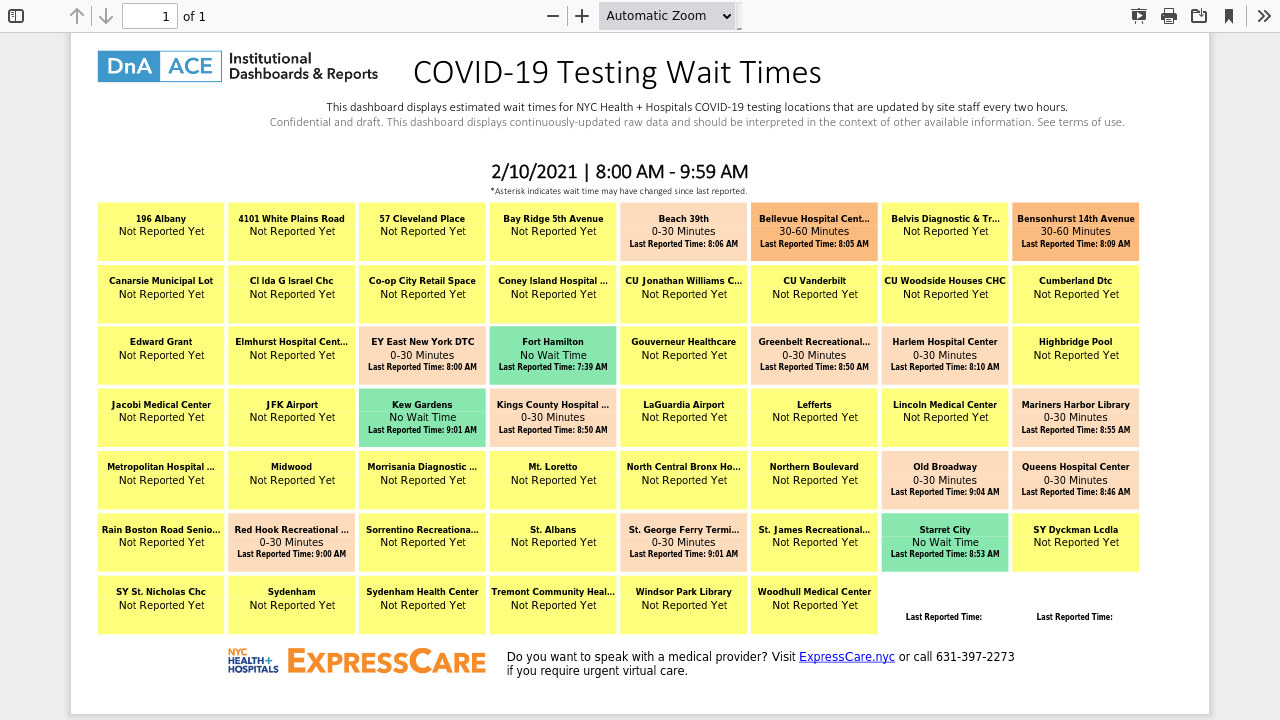 1 of 1 Automatic Zoom
DnA ACE Institutional
Dashboards & Reports
COVID-19 Testing Wait Times
This dashboard displays estimated wait times for NYC Health + Hospitals COVID-19 testing locations that are updated by site staff every two hours.
Confidential and draft. This dashboard displays continuously-updated raw data and should be interpreted in the context of other available information. See terms of use.
2/10/2021 | 8:00 AM - 9:59 AM
*Asterisk indicates wait time may have changed since last reported.
196 Albany 4101 White Plains Road 57 Cleveland Place Bay Ridge 5th Avenue Beach 39th Bellevue Hospital Cent... Belvis Diagnostic & Tr... Bensonhurst 14th Avenue
Not Reported Yet Not Reported Yet Not Reported Yet Not Reported Yet 0-30 Minutes 30-60 Minutes Not Reported Yet 30-60 Minutes
Last Reported Time: 8:06 AM Last Reported Time: 8:05 AM Last Reported Time: 8:09 AM
Canarsie Municipal Lot Cl Ida G Israel Chc Co-op City Retail Space Coney Island Hospital ... CU Jonathan Williams C... CU Vanderbilt CU Woodside Houses CHC Cumberland Dtc
Not Reported Yet Not Reported Yet Not Reported Yet Not Reported Yet Not Reported Yet Not Reported Yet Not Reported Yet Not Reported Yet
Edward Grant Elmhurst Hospital Cent... EY East New York DTC Fort Hamilton Gouverneur Healthcare Greenbelt Recreational... Harlem Hospital Center Highbridge Pool
Not Reported Yet Not Reported Yet 0-30 Minutes No Wait Time Not Reported Yet 0-30 Minutes 0-30 Minutes Not Reported Yet
Last Reported Time: 8:00 AM Last Reported Time: 7:39 AM Last Reported Time: 8:50 AM Last Reported Time: 8:10 AM
Jacobi Medical Center JFK Airport Kew Gardens Kings County Hospital ... LaGuardia Airport Lefferts Lincoln Medical Center Mariners Harbor Library
Not Reported Yet Not Reported Yet No Wait Time 0-30 Minutes Not Reported Yet Not Reported Yet Not Reported Yet 0-30 Minutes
Last Reported Time: 9:01 AM Last Reported Time: 8:50 AM Last Reported Time: 8:55 AM
Metropolitan Hospital ... Midwood Morrisania Diagnostic ... Mt. Loretto North Central Bronx Ho... Northern Boulevard Old Broadway Queens Hospital Center
Not Reported Yet Not Reported Yet Not Reported Yet Not Reported Yet Not Reported Yet Not Reported Yet 0-30 Minutes 0-30 Minutes
Last Reported Time: 9:04 AM Last Reported Time: 8:46 AM
Rain Boston Road Senio... Red Hook Recreational ... Sorrentino Recreationa... St. Albans St. George Ferry Termi... St. James Recreational... Starret City SY Dyckman Lcdla
Not Reported Yet 0-30 Minutes Not Reported Yet Not Reported Yet 0-30 Minutes Not Reported Yet No Wait Time Not Reported Yet
Last Reported Time: 9:00 AM Last Reported Time: 9:01 AM Last Reported Time: 8:53 AM
SY St. Nicholas Chc Sydenham Sydenham Health Center Tremont Community Heal... Windsor Park Library Woodhull Medical Center
Not Reported Yet Not Reported Yet Not Reported Yet Not Reported Yet Not Reported Yet Not Reported Yet
Last Reported Time: Last Reported Time:
NYC
HEALTH+
HOSPITALS
EXPRESSCARE
Do you want to speak with a medical provider? Visit ExpressCare.nyc or call 631-397-2273
if you require urgent virtual care.